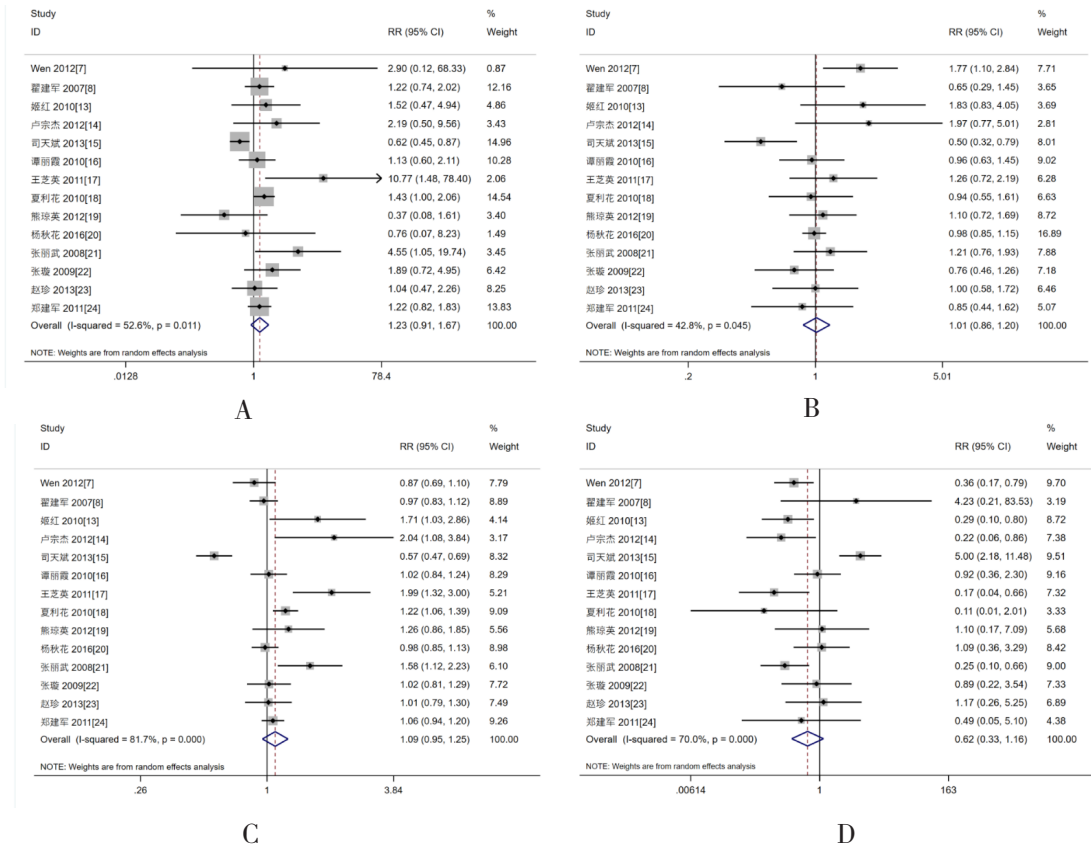 Study %
ID RR (95% CI) Weight
Wen 2012[7] 2.90 (0.12, 68.33) 0.87
翟建军 2007[8] 1.22 (0.74, 2.02) 12.16
姬红 2010[13] 1.52 (0.47, 4.94) 4.86
卢宗杰 2012[14] 2.19 (0.50, 9.56) 3.43
司天斌 2013[15] 0.62 (0.45, 0.87) 14.96
谭丽霞 2010[16] 1.13 (0.60, 2.11) 10.28
王芝英 2011[17] 10.77 (1.48, 78.40) 2.06
夏利花 2010[18] 1.43 (1.00, 2.06) 14.54
熊琼英 2012[19] 0.37 (0.08, 1.61) 3.40
杨秋花 2016[20] 0.76 (0.07, 8.23) 1.49
张丽武 2008[21] 4.55 (1.05, 19.74) 3.45
张璇 2009[22] 1.89 (0.72, 4.95) 6.42
赵珍 2013[23] 1.04 (0.47, 2.26) 8.25
郑建军 2011[24] 1.22 (0.82, 1.83) 13.83
Overall (I-squared = 52.6%, p = 0.011) 1.23 (0.91, 1.67) 100.00
NOTE: Weights are from random effects analysis
.0128 1 78.4
A
Study %
ID RR (95% CI) Weight
Wen 2012[7] 1.77 (1.10, 2.84) 7.71
翟建军 2007[8] 0.65 (0.29, 1.45) 3.65
姬红 2010[13] 1.83 (0.83, 4.05) 3.69
卢宗杰 2012[14] 1.97 (0.77, 5.01) 2.81
司天斌 2013[15] 0.50 (0.32, 0.79) 8.01
谭丽霞 2010[16] 0.96 (0.63, 1.45) 9.02
王芝英 2011[17] 1.26 (0.72, 2.19) 6.28
夏利花 2010[18] 0.94 (0.55, 1.61) 6.63
熊琼英 2012[19] 1.10 (0.72, 1.69) 8.72
杨秋花 2016[20] 0.98 (0.85, 1.15) 16.89
张丽武 2008[21] 1.21 (0.76, 1.93) 7.88
张璇 2009[22] 0.76 (0.46, 1.26) 7.18
赵珍 2013[23] 1.00 (0.58, 1.72) 6.46
郑建军 2011[24] 0.85 (0.44, 1.62) 5.07
Overall (I-squared = 42.8%, p = 0.045) 1.01 (0.86, 1.20) 100.00
NOTE: Weights are from random effects analysis
.2 1 5.01
B
Study %
ID RR (95% CI) Weight
Wen 2012[7] 0.87 (0.69, 1.10) 7.79
翟建军 2007[8] 0.97 (0.83, 1.12) 8.89
姬红 2010[13] 1.71 (1.03, 2.86) 4.14
卢宗杰 2012[14] 2.04 (1.08, 3.84) 3.17
司天斌 2013[15] 0.57 (0.47, 0.69) 8.32
谭丽霞 2010[16] 1.02 (0.84, 1.24) 8.29
王芝英 2011[17] 1.99 (1.32, 3.00) 5.21
夏利花 2010[18] 1.22 (1.06, 1.39) 9.09
熊琼英 2012[19] 1.26 (0.86, 1.85) 5.56
杨秋花 2016[20] 0.98 (0.85, 1.13) 8.98
张丽武 2008[21] 1.58 (1.12, 2.23) 6.10
张璇 2009[22] 1.02 (0.81, 1.29) 7.72
赵珍 2013[23] 1.01 (0.79, 1.30) 7.49
郑建军 2011[24] 1.06 (0.94, 1.20) 9.26
Overall (I-squared = 81.7%, p = 0.000) 1.09 (0.95, 1.25) 100.00
NOTE: Weights are from random effects analysis
.26 1 3.84
C
Study %
ID RR (95% CI) Weight
Wen 2012[7] 0.36 (0.17, 0.79) 9.70
翟建军 2007[8] 4.23 (0.21, 83.53) 3.19
姬红 2010[13] 0.29 (0.10, 0.80) 8.72
卢宗杰 2012[14] 0.22 (0.06, 0.86) 7.38
司天斌 2013[15] 5.00 (2.18, 11.48) 9.51
谭丽霞 2010[16] 0.92 (0.36, 2.30) 9.16
王芝英 2011[17] 0.17 (0.04, 0.66) 7.32
夏利花 2010[18] 0.11 (0.01, 2.01) 3.33
熊琼英 2012[19] 1.10 (0.17, 7.09) 5.68
杨秋花 2016[20] 1.09 (0.36, 3.29) 8.42
张丽武 2008[21] 0.25 (0.10, 0.66) 9.00
张璇 2009[22] 0.89 (0.22, 3.54) 7.33
赵珍 2013[23] 1.17 (0.26, 5.25) 6.89
郑建军 2011[24] 0.49 (0.05, 5.10) 4.38
Overall (I-squared = 70.0%, p = 0.000) 0.62 (0.33, 1.16) 100.00
NOTE: Weights are from random effects analysis
.00614 1 163
D